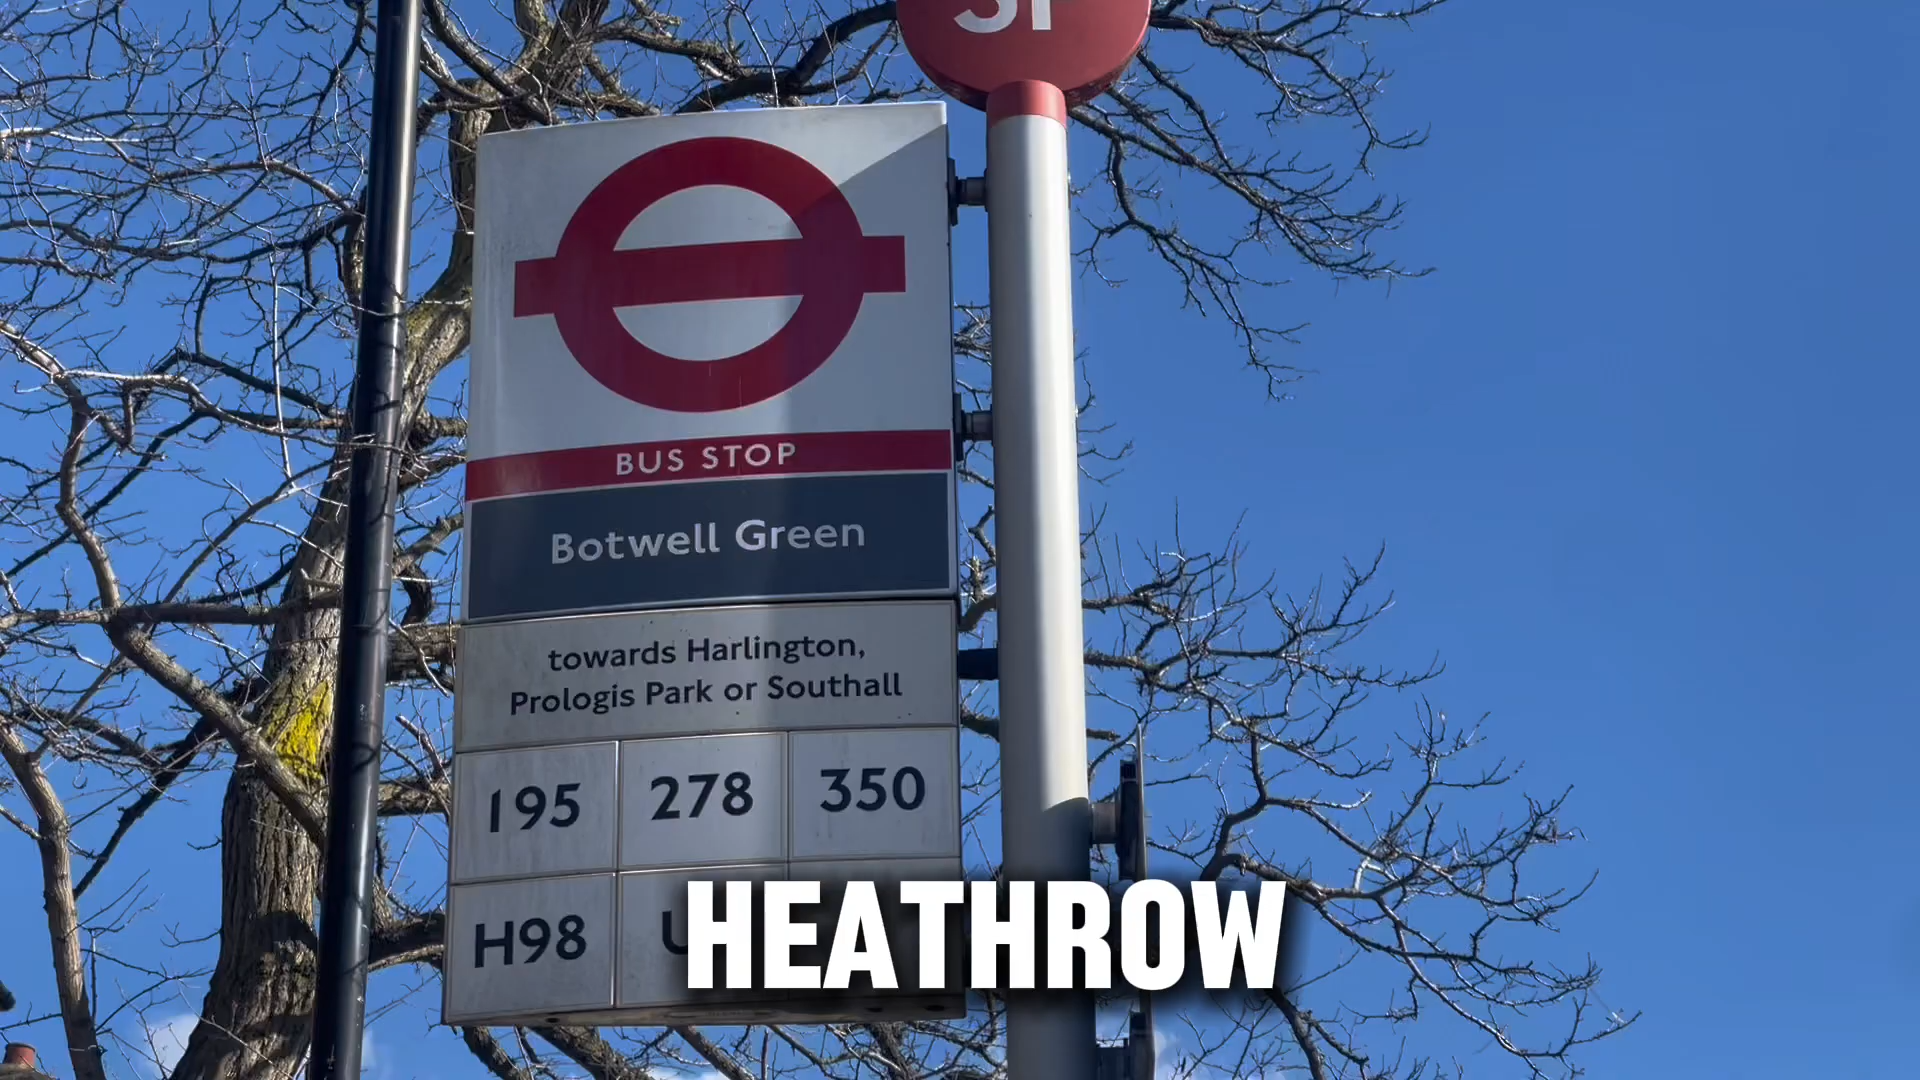 BUS STOP
Botwell Green
towards Harlington,
Prologis Park or Southall
195 278 350
H98
HEATHROW